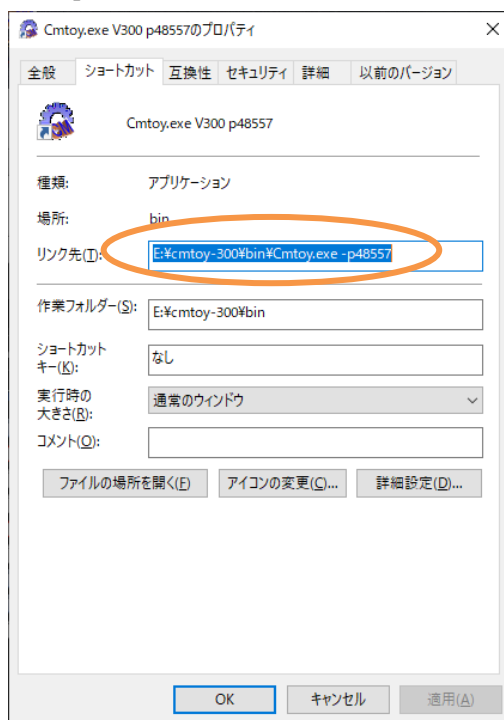 Cmtoy.exe V300 p48557のプロパティ
全般 ショートカット 互換性 セキュリティ 詳細 以前のバージョン
Cmtoy.exe V300 p48557
種類: アプリケーション
場所: bin
リンク先(T): E:¥cmtoy-300¥bin¥Cmtoy.exe -p48557
作業フォルダー(S): E:¥cmtoy-300¥bin
ショートカット
キー(K): なし
実行時の
大きさ(R): 通常のウィンドウ
コメント(O):
ファイルの場所を開く(F) アイコンの変更(C)... 詳細設定(D)...
OK キャンセル 適用(A)